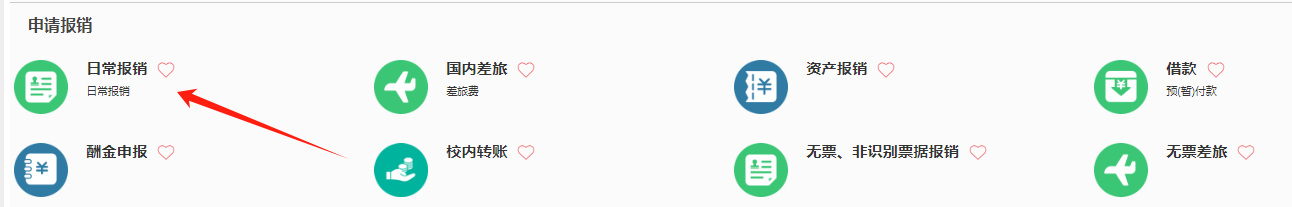 申请报销
日常报销
日常报销
国内差旅
差旅费
资产报销
借款
预(暂)付款
酬金申报
校内转账
无票、非识别票据报销
无票差旅